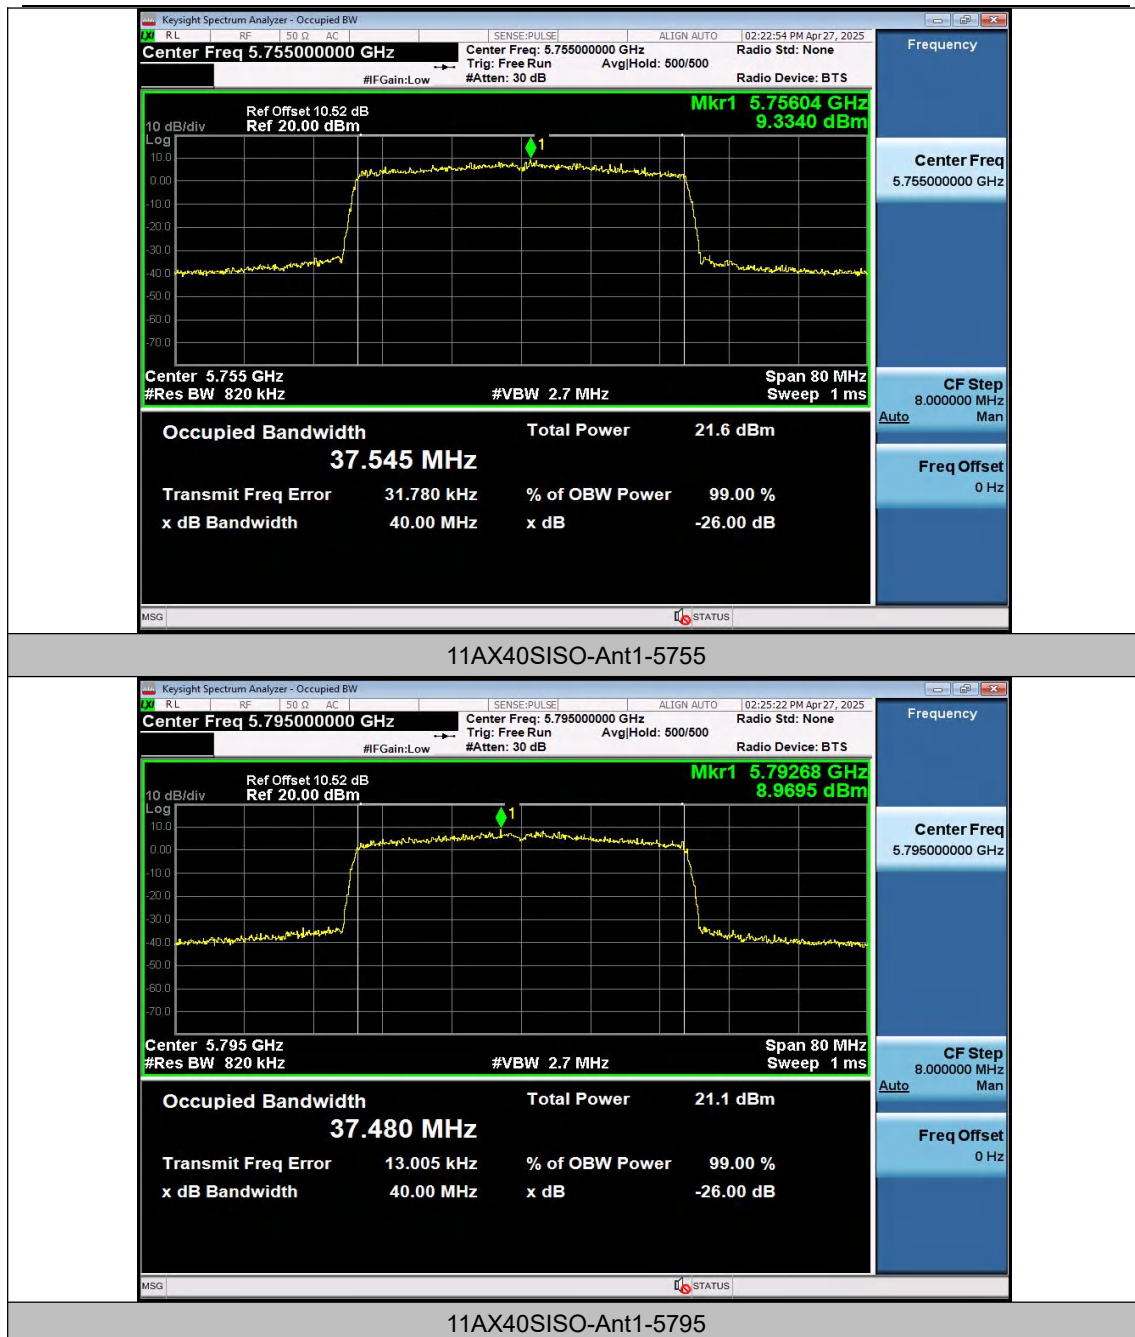 Keysight Spectrum Analyzer - Occupied BW
LXI RL RF 50 Ω AC SENSE:PULSE ALIGN AUTO 02:22:54 PM Apr 27, 2025
Center Freq 5.755000000 GHz
Center Freq: 5.755000000 GHz
Radio Std: None
Trig: Free Run Avg|Hold: 500/500
#IFGain:Low
#Atten: 30 dB
Radio Device: BTS
Frequency
Mkr1 5.75604 GHz
9.3340 dBm
Ref Offset 10.52 dB
10 dB/div Ref 20.00 dBm
Log
1
10.0
0.00
-10.0
-20.0
-30.0
-40.0
-50.0
-60.0
-70.0
Center Freq
5.755000000 GHz
Center 5.755 GHz Span 80 MHz
#Res BW 820 kHz #VBW 2.7 MHz Sweep 1 ms
CF Step
8.000000 MHz
Auto Man
Freq Offset
0 Hz
Occupied Bandwidth Total Power 21.6 dBm
37.545 MHz
Transmit Freq Error 31.780 kHz % of OBW Power 99.00 %
x dB Bandwidth 40.00 MHz x dB -26.00 dB
MSG STATUS
11AX40SISO-Ant1-5755
Keysight Spectrum Analyzer - Occupied BW
LXI RL RF 50 Ω AC SENSE:PULSE ALIGN AUTO 02:25:22 PM Apr 27, 2025
Center Freq 5.795000000 GHz
Center Freq: 5.795000000 GHz
Radio Std: None
Trig: Free Run Avg|Hold: 500/500
#IFGain:Low
#Atten: 30 dB
Radio Device: BTS
Frequency
Mkr1 5.79268 GHz
8.9695 dBm
Ref Offset 10.52 dB
10 dB/div Ref 20.00 dBm
Log
1
10.0
0.00
-10.0
-20.0
-30.0
-40.0
-50.0
-60.0
-70.0
Center Freq
5.795000000 GHz
Center 5.795 GHz Span 80 MHz
#Res BW 820 kHz #VBW 2.7 MHz Sweep 1 ms
CF Step
8.000000 MHz
Auto Man
Freq Offset
0 Hz
Occupied Bandwidth Total Power 21.1 dBm
37.480 MHz
Transmit Freq Error 13.005 kHz % of OBW Power 99.00 %
x dB Bandwidth 40.00 MHz x dB -26.00 dB
MSG STATUS
11AX40SISO-Ant1-5795